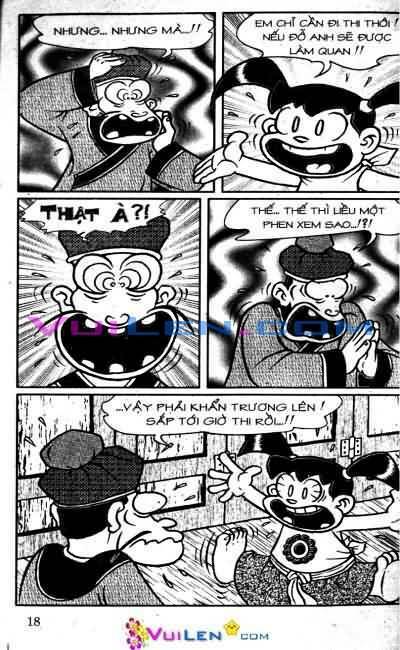 NHƯNG... NHƯNG MÀ...!!
EM CHỈ CẦN ĐI THI THÔI!
NẾU ĐỖ ANH SẼ ĐƯỢC
LÀM QUAN!!
THẬT À?!
THẾ... THẾ THÌ LIỀU MỘT
PHEN XEM SAO...!?!
VUILEN.COM
...VẬY PHẢI KHẨN TRƯƠNG LÊN!
SẮP TỚI GIỜ THI RỒI...!!
18
VUILEN.COM